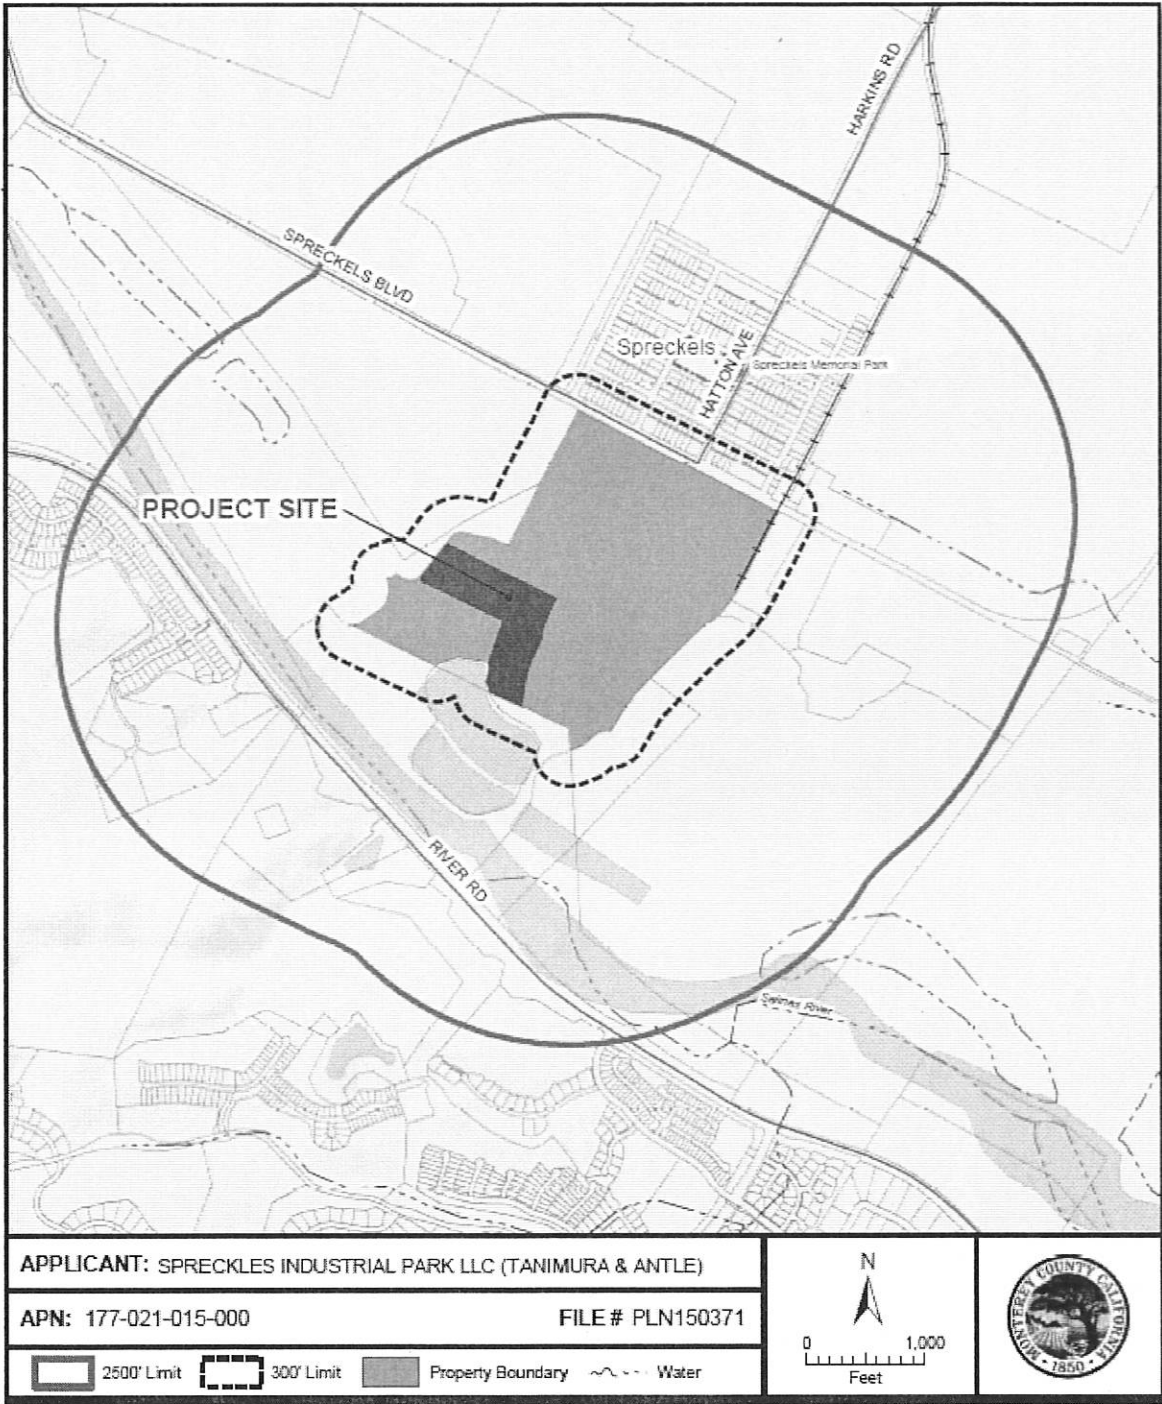 HARKINS RD
SPRECKELS BLVD
Spreckels
HATTON AVE
Spreckels Memorial Park
PROJECT SITE
RIVER RD
Salinas River
APPLICANT: SPRECKLES INDUSTRIAL PARK LLC (TANIMURA & ANTLE)
APN: 177-021-015-000 FILE # PLN150371
2500' Limit 300' Limit Property Boundary Water
N
0 1,000
Feet
MONTEREY COUNTY CALIFORNIA
1850